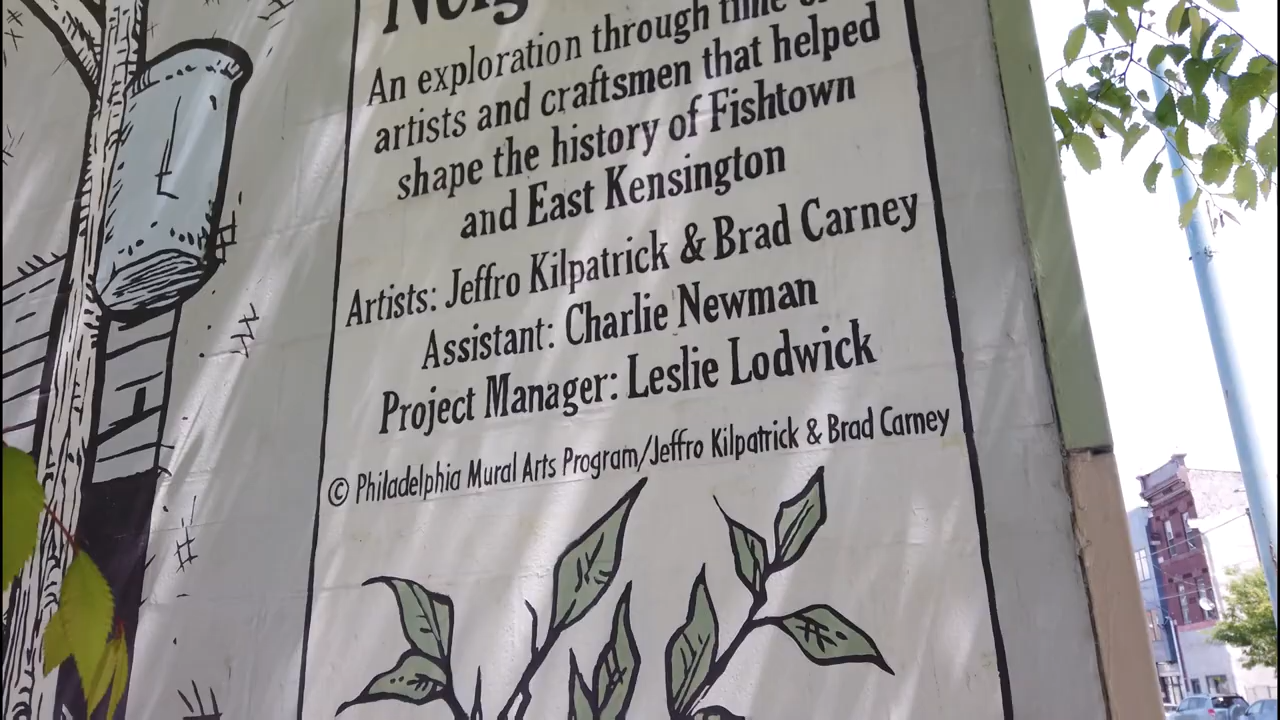 An exploration through time
artists and craftsmen that helped
shape the history of Fishtown
and East Kensington
Artists: Jeffro Kilpatrick & Brad Carney
Assistant: Charlie Newman
Project Manager: Leslie Lodwick
© Philadelphia Mural Arts Program/Jeffro Kilpatrick & Brad Carney